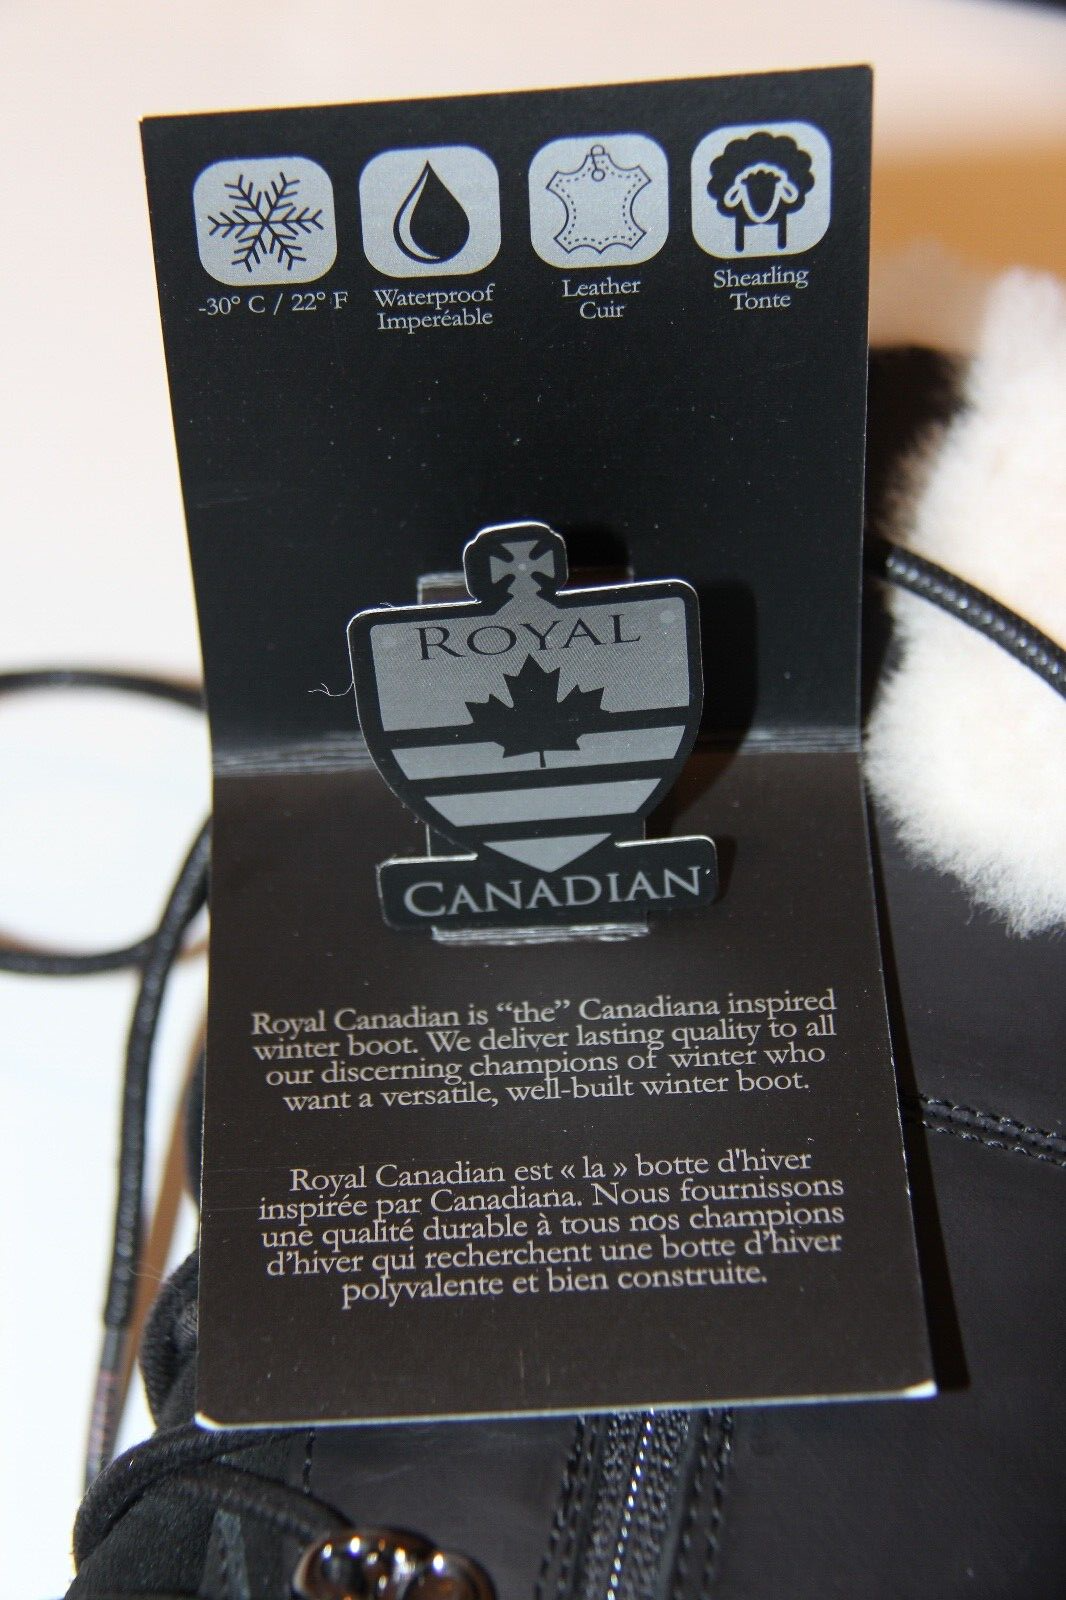 -30° C / 22° F
Waterproof
Imperéable
Leather
Cuir
Shearling
Tonte
ROYAL
CANADIAN
Royal Canadian is “the” Canadiana inspired
winter boot. We deliver lasting quality to all
our discerning champions of winter who
want a versatile, well-built winter boot.
Royal Canadian est « la » botte d'hiver
inspirée par Canadiana. Nous fournissons
une qualité durable à tous nos champions
d’hiver qui recherchent une botte d’hiver
polyvalente et bien construite.